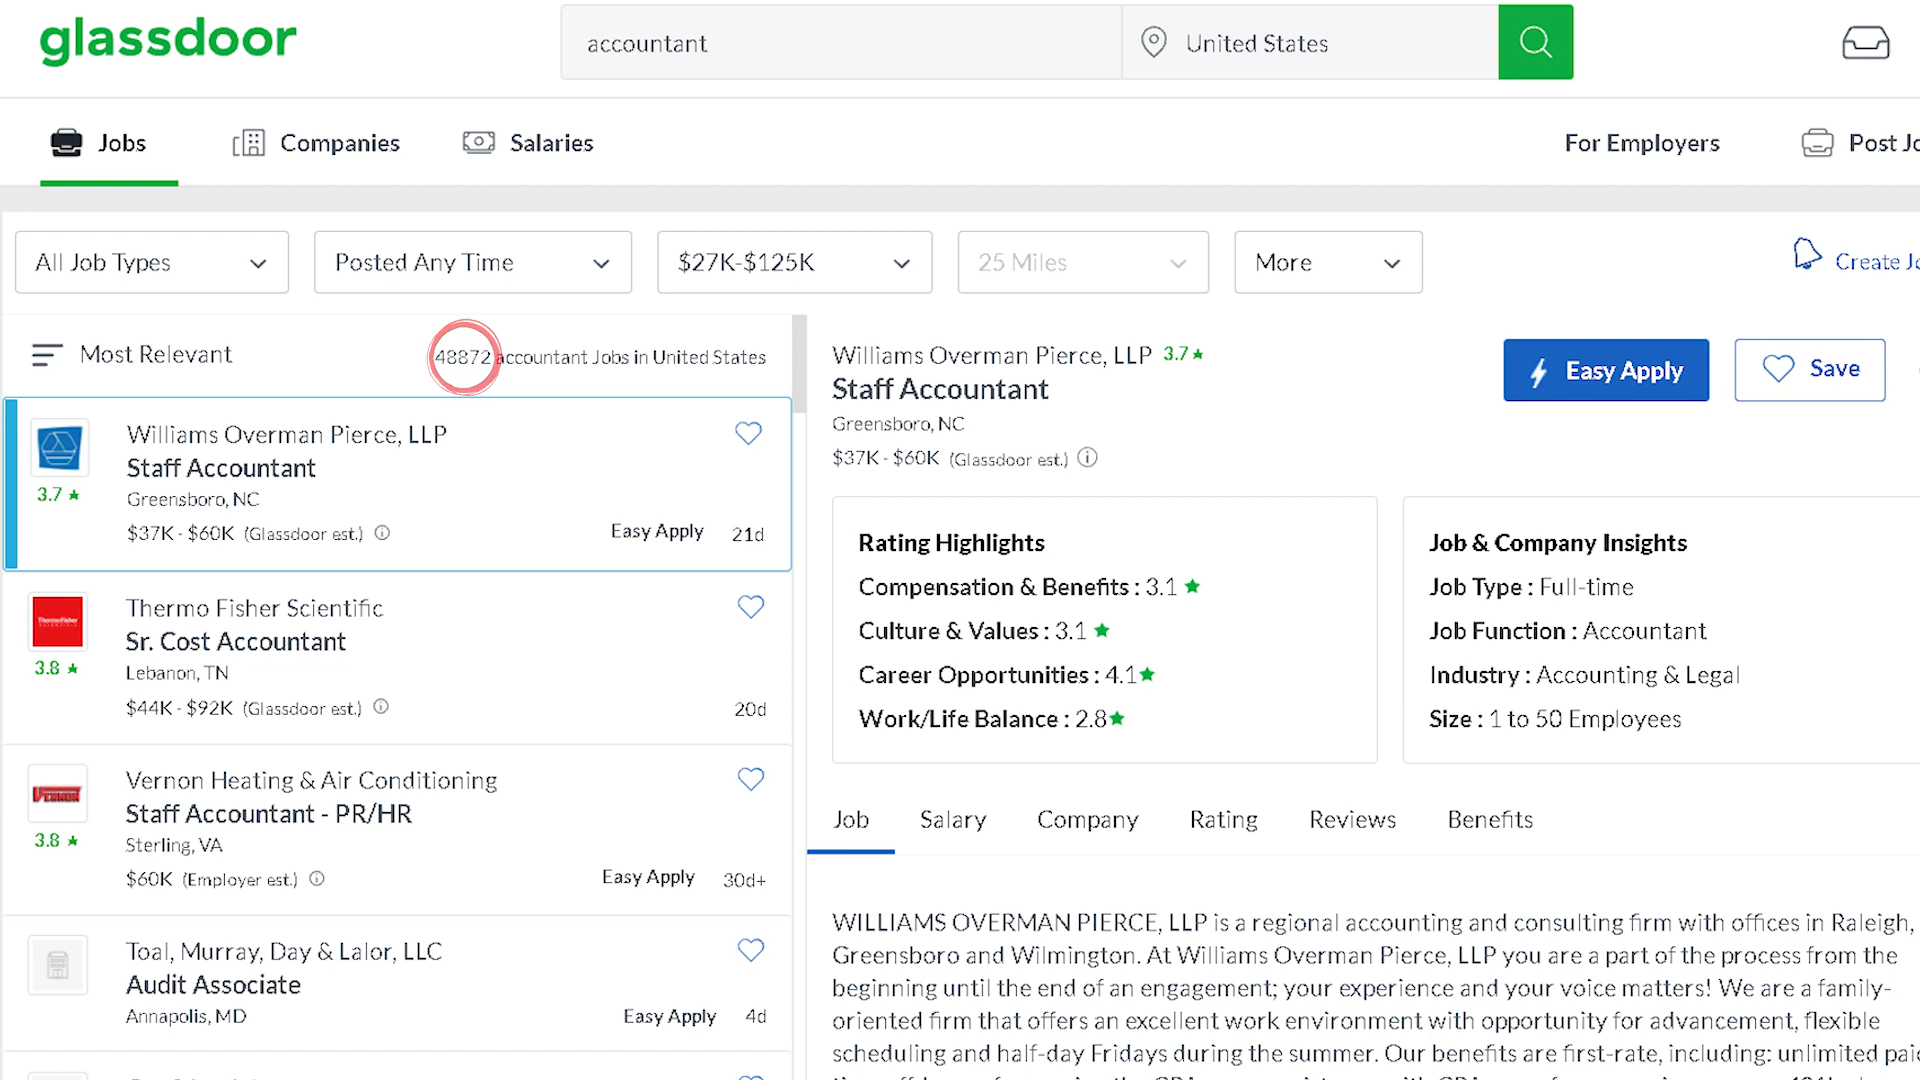 glassdoor
accountant
United States
Jobs
Companies
Salaries
For Employers
Post Jo
All Job Types
Posted Any Time
$27K-$125K
25 Miles
More
Create Jo
Most Relevant
48872 accountant Jobs in United States
Williams Overman Pierce, LLP
Staff Accountant
3.7 ★
Greensboro, NC
$37K - $60K (Glassdoor est.)
Easy Apply
21d
ThermoFisher
SCIENTIFIC
Thermo Fisher Scientific
Sr. Cost Accountant
3.8 ★
Lebanon, TN
$44K - $92K (Glassdoor est.)
20d
VERNON
Vernon Heating & Air Conditioning
Staff Accountant - PR/HR
3.8 ★
Sterling, VA
$60K (Employer est.)
Easy Apply
30d+
Toal, Murray, Day & Lalor, LLC
Audit Associate
Annapolis, MD
Easy Apply
4d
Williams Overman Pierce, LLP 3.7 ★
Staff Accountant
Greensboro, NC
$37K - $60K (Glassdoor est.)
Easy Apply
Save
Rating Highlights
Compensation & Benefits : 3.1 ★
Culture & Values : 3.1 ★
Career Opportunities : 4.1 ★
Work/Life Balance : 2.8 ★
Job & Company Insights
Job Type : Full-time
Job Function : Accountant
Industry : Accounting & Legal
Size : 1 to 50 Employees
Job
Salary
Company
Rating
Reviews
Benefits
WILLIAMS OVERMAN PIERCE, LLP is a regional accounting and consulting firm with offices in Raleigh,
Greensboro and Wilmington. At Williams Overman Pierce, LLP you are a part of the process from the
beginning until the end of an engagement; your experience and your voice matters! We are a family-
oriented firm that offers an excellent work environment with opportunity for advancement, flexible
scheduling and half-day Fridays during the summer. Our benefits are first-rate, including: unlimited paid